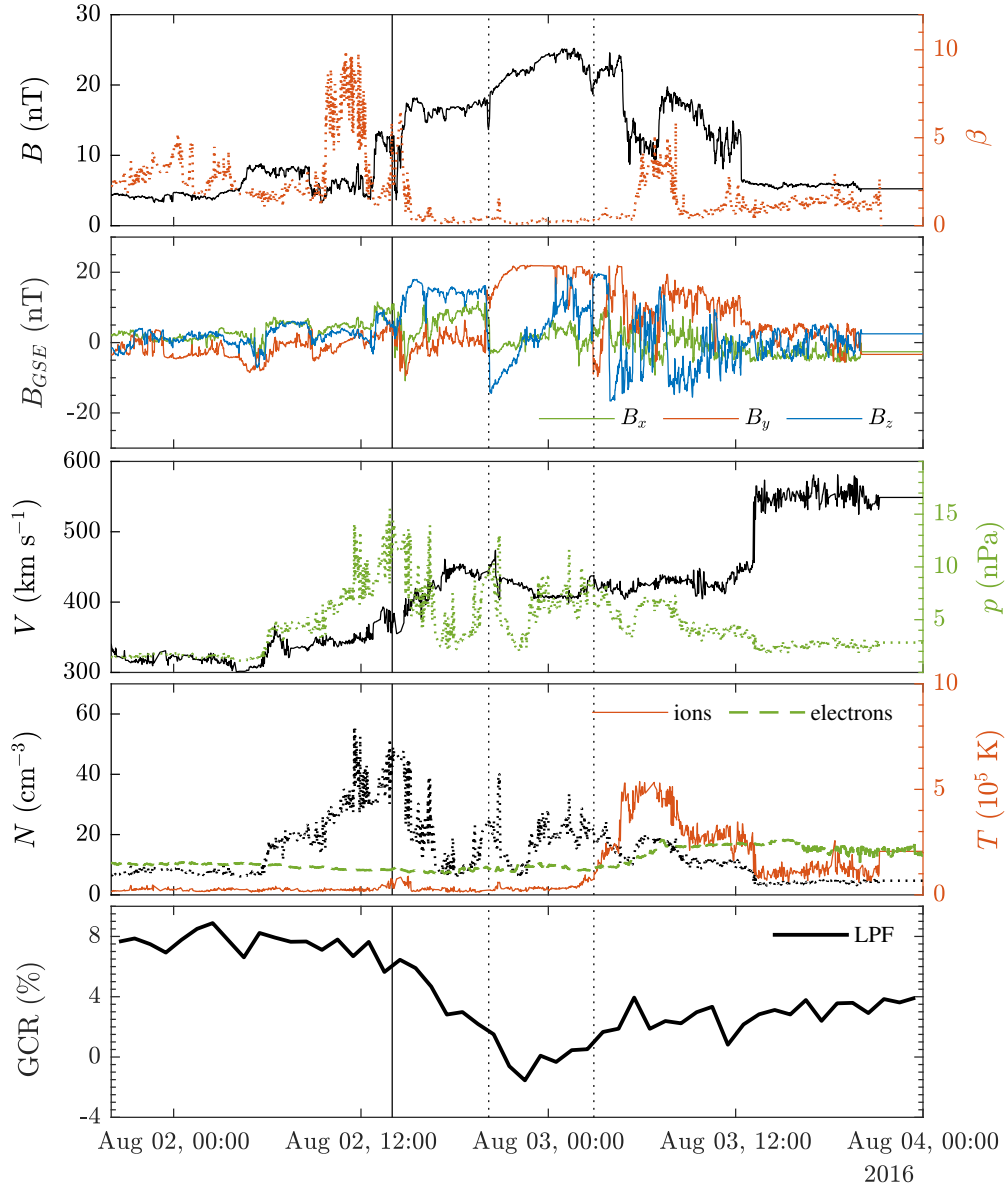 30
20
10
0
B (nT)
10
5
0
β
20
0
-20
B_GSE (nT)
B_x B_y B_z
600
500
400
300
V (km s⁻¹)
15
10
5
0
p (nPa)
60
40
20
0
N (cm⁻³)
ions electrons
10
5
0
T (10⁵ K)
8
4
0
-4
GCR (%)
LPF
Aug 02, 00:00 Aug 02, 12:00 Aug 03, 00:00 Aug 03, 12:00 Aug 04, 00:00
2016